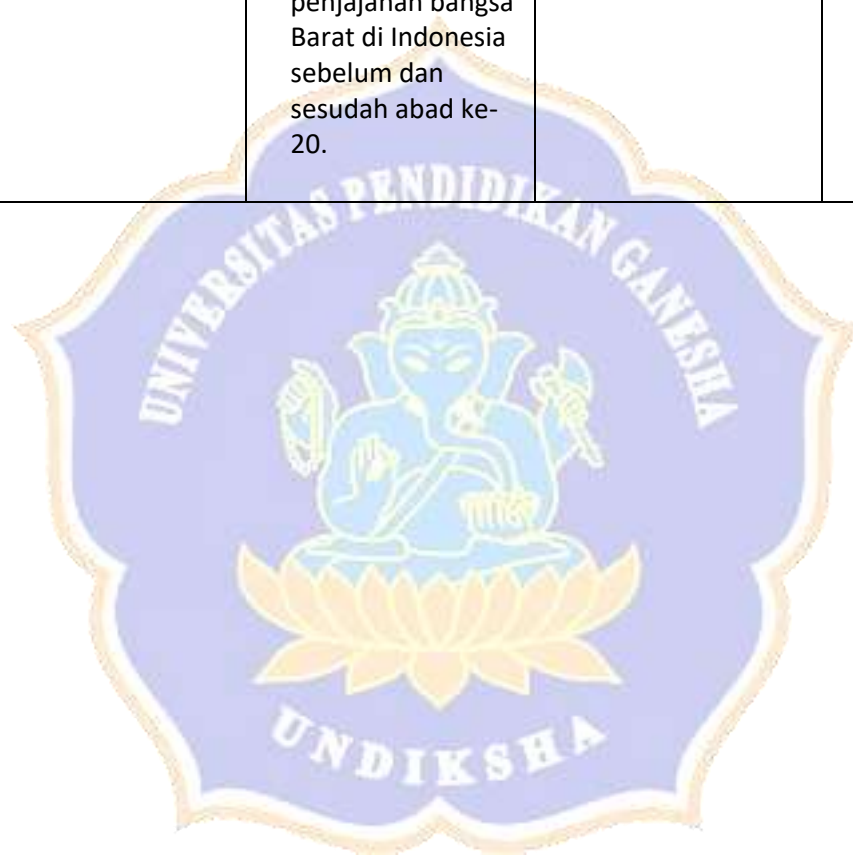 penjajahan bangsa
Barat di Indonesia
sebelum dan
sesudah abad ke-
20.
UNIVERSITAS PENDIDIKAN GANESHA
UNDIKSHA